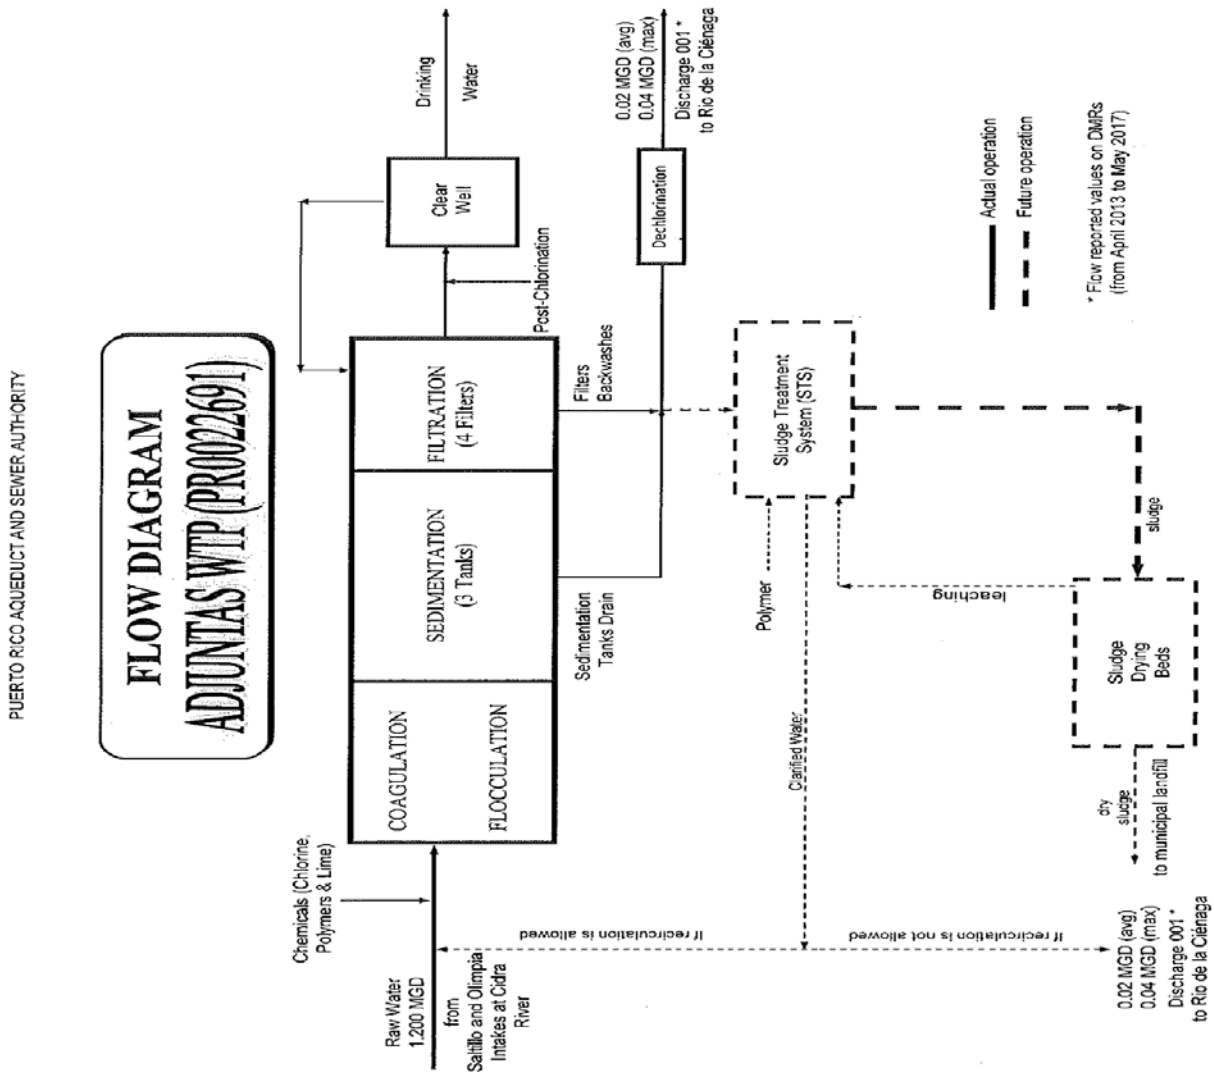 PUERTO RICO AQUEDUCT AND SEWER AUTHORITY
FLOW DIAGRAM
ADJUNTAS WTP (PR0022691)
Chemicals (Chlorine,
Polymers & Lime)
Raw Water
1.200 MGD
from
Saltillo and Olimpia
Intakes at Cidra
River
COAGULATION
FLOCCULATION
SEDIMENTATION
(3 Tanks)
FILTRATION
(4 Filters)
Post-Chlorination
Clear
Well
Drinking
Water
Sedimentation
Tanks Drain
Filters
Backwashes
Dechlorination
0.02 MGD (avg)
0.04 MGD (max)
Discharge 001 *
to Rio de la Ciénaga
Polymer
Sludge Treatment
System (STS)
Clarified Water
If recirculation is allowed
If recirculation is not allowed
0.02 MGD (avg)
0.04 MGD (max)
Discharge 001 *
to Rio de la Ciénaga
leaching
sludge
Sludge
Drying
Beds
dry
sludge
to municipal landfill
Actual operation
Future operation
* Flow reported values on DMRs
(from April 2013 to May 2017)